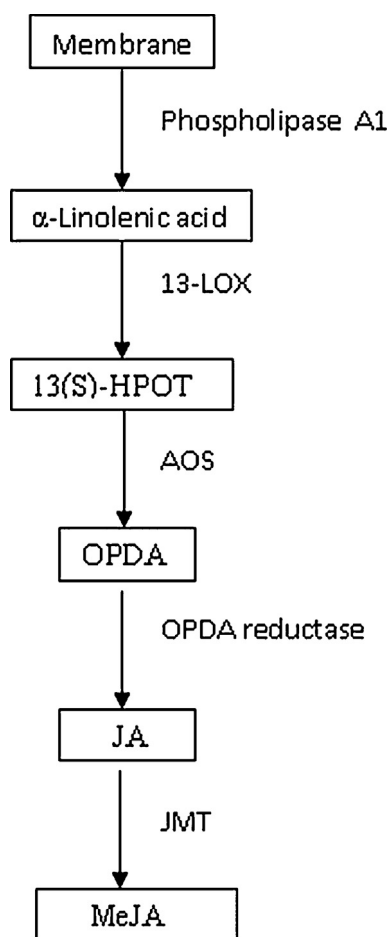 Membrane
Phospholipase A1
α-Linolenic acid
13-LOX
13(S)-HPOT
AOS
OPDA
OPDA reductase
JA
JMT
MeJA